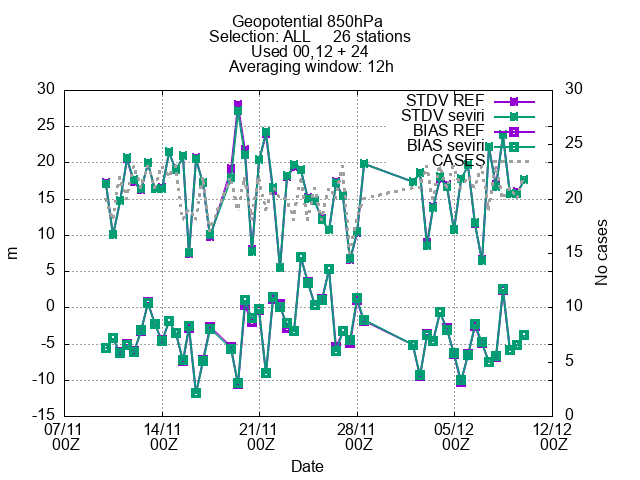 Geopotential 850hPa
Selection: ALL 26 stations
Used 00,12 + 24
Averaging window: 12h
STDV REF
STDV seviri
BIAS REF
BIAS seviri
CASES
30
25
20
15
10
5
0
-5
-10
-15
m
30
25
20
15
10
5
0
No cases
07/11 14/11 21/11 28/11 05/12 12/12
00Z 00Z 00Z 00Z 00Z 00Z
Date